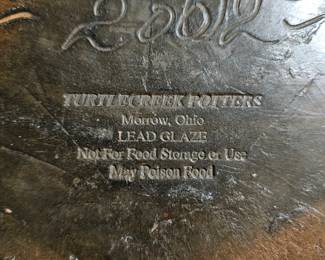 2002
TURTLECREEK POTTERS
Morrow, Ohio
LEAD GLAZE
Not For Food Storage or Use
May Poison Food